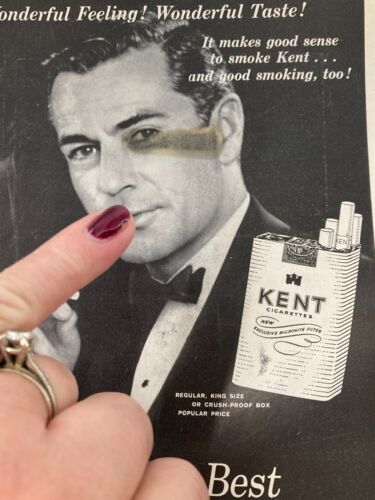 onderful Feeling! Wonderful Taste!
It makes good sense
to smoke Kent . . .
and good smoking, too!
KENT
KENT
CIGARETTES
NEW
EXCLUSIVE MICRONITE FILTER
REGULAR, KING SIZE
OR CRUSH-PROOF BOX
POPULAR PRICE
Best